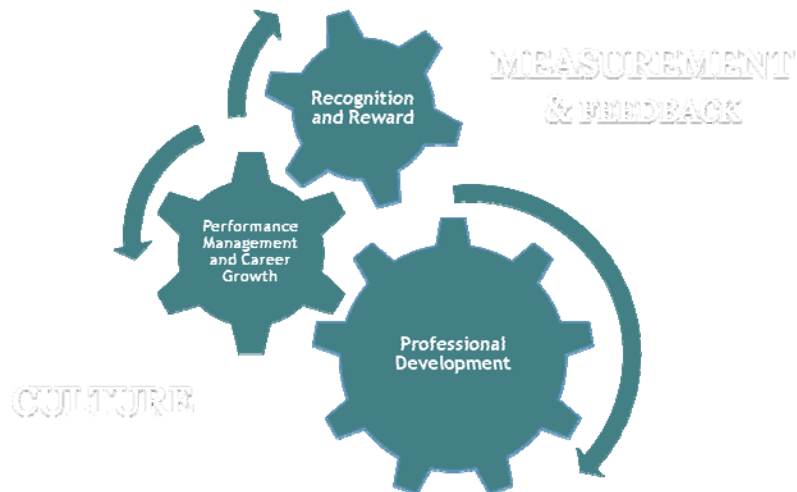 MEASUREMENT
& FEEDBACK
Recognition
and Reward
Performance
Management
and Career
Growth
Professional
Development
CULTURE